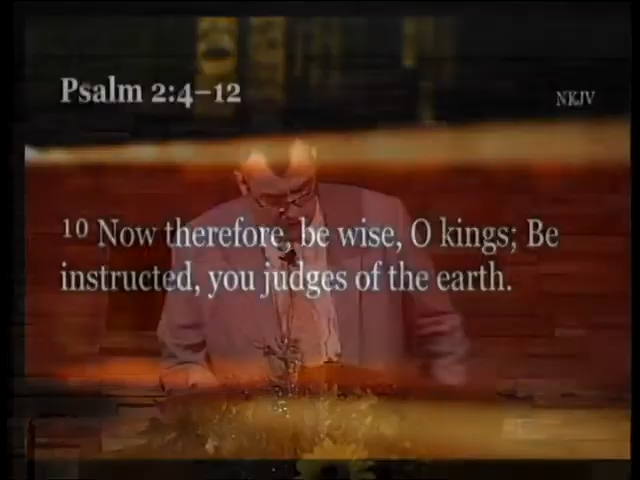 Psalm 2:4–12
NKJV
10 Now therefore, be wise, O kings; Be
instructed, you judges of the earth.